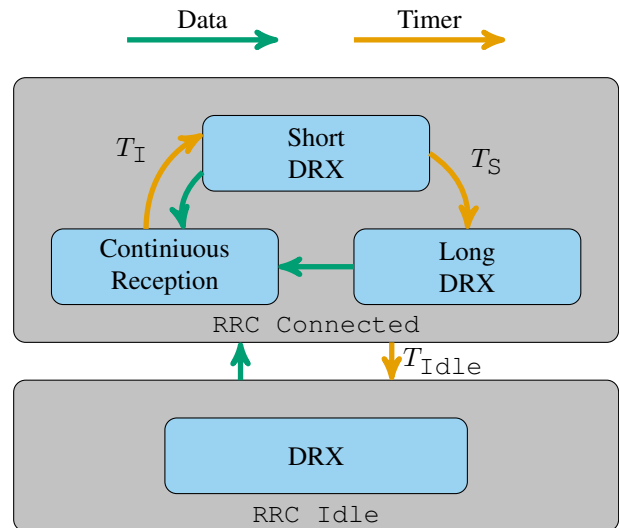 Data
Timer
Short
DRX
T_I
T_S
Continiuous
Reception
Long
DRX
RRC Connected
T_Idle
DRX
RRC Idle